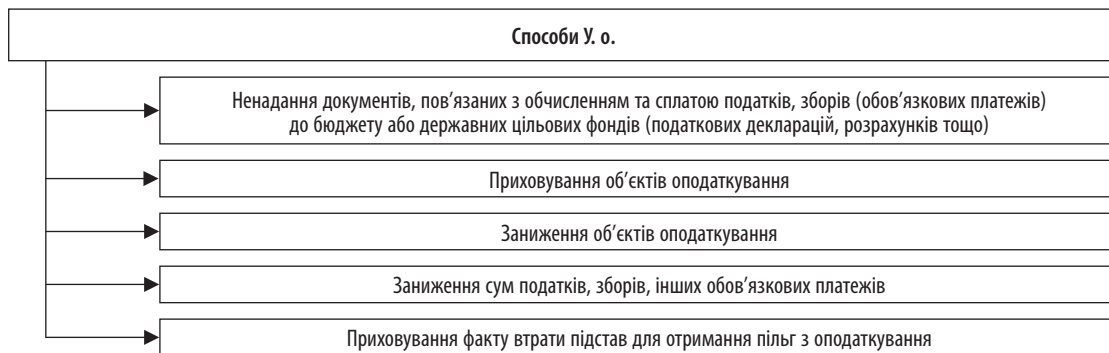 Способи У. о.
Ненадання документів, пов’язаних з обчисленням та сплатою податків, зборів (обов’язкових платежів)
до бюджету або державних цільових фондів (податкових декларацій, розрахунків тощо)
Приховування об’єктів оподаткування
Заниження об’єктів оподаткування
Заниження сум податків, зборів, інших обов’язкових платежів
Приховування факту втрати підстав для отримання пільг з оподаткування